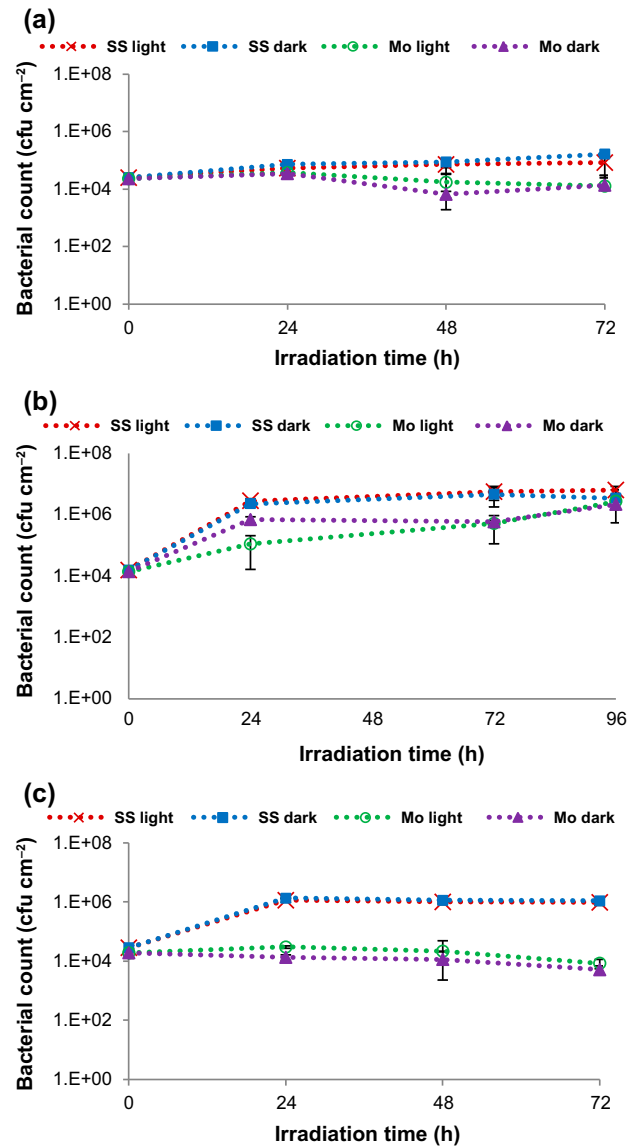 (a)
SS light SS dark Mo light Mo dark
Bacterial count (cfu cm⁻²)
1.E+08
1.E+06
1.E+04
1.E+02
1.E+00
0 24 48 72
Irradiation time (h)
(b)
SS light SS dark Mo light Mo dark
Bacterial count (cfu cm⁻²)
1.E+08
1.E+06
1.E+04
1.E+02
1.E+00
0 24 48 72 96
Irradiation time (h)
(c)
SS light SS dark Mo light Mo dark
Bacterial count (cfu cm⁻²)
1.E+08
1.E+06
1.E+04
1.E+02
1.E+00
0 24 48 72
Irradiation time (h)